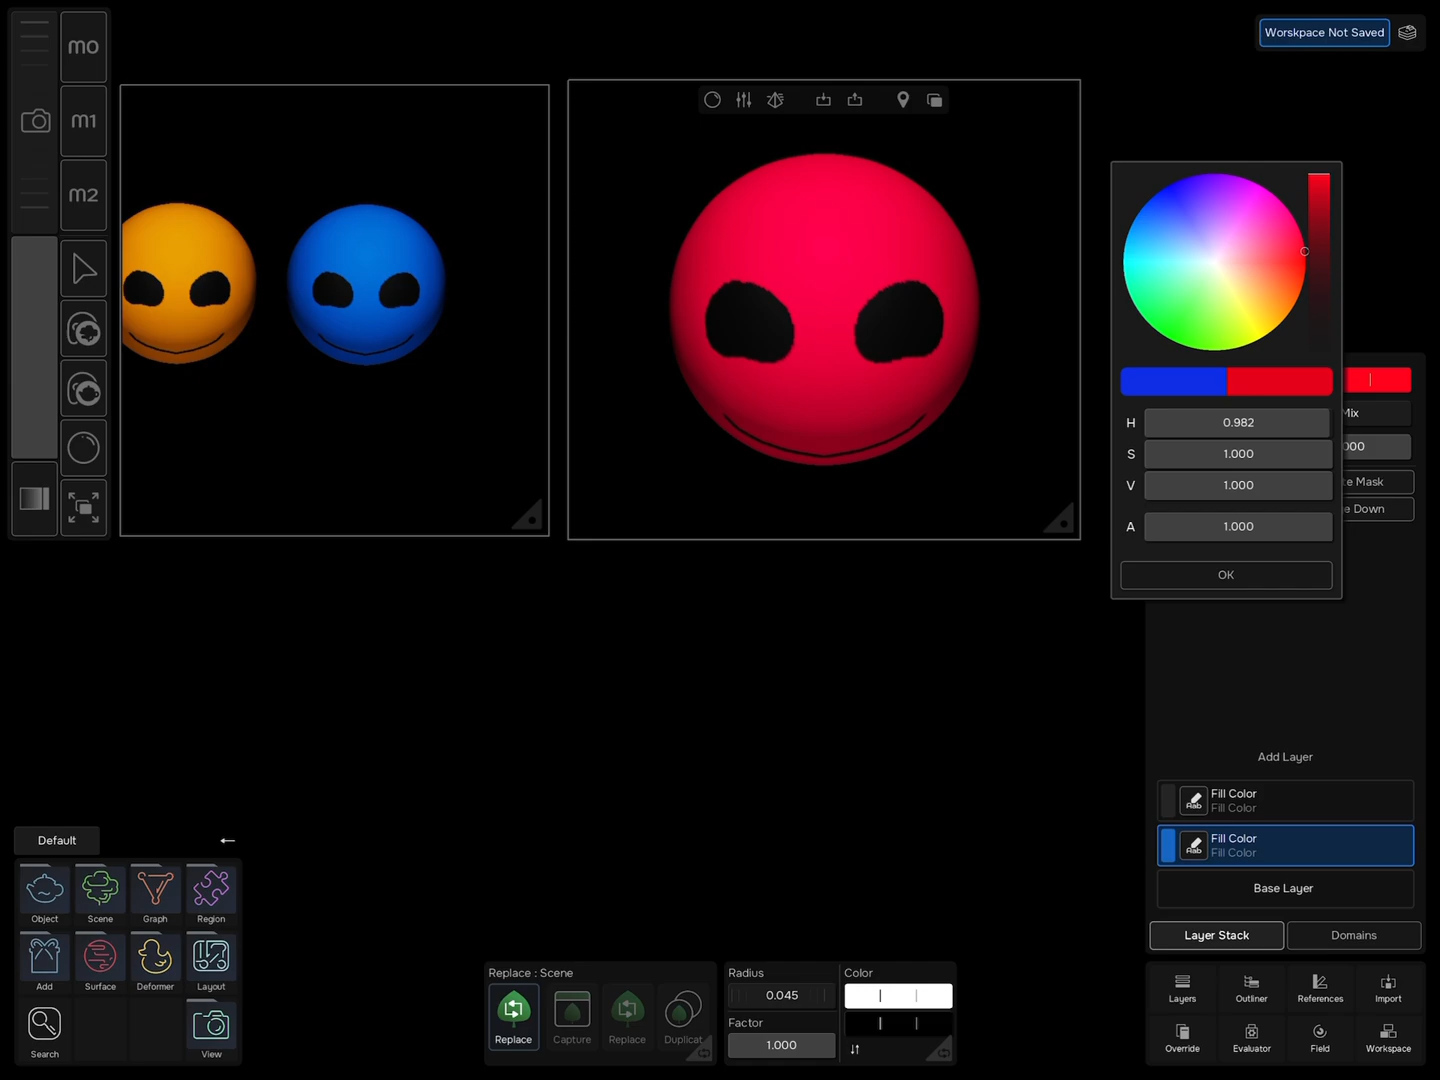 m0
m1
m2
Worskpace Not Saved
H 0.982
S 1.000
V 1.000
A 1.000
OK
Mix
000
te Mask
e Down
Add Layer
Fill Color
Fill Color
Fill Color
Fill Color
Base Layer
Layer Stack
Domains
Layers
Outliner
References
Import
Override
Evaluator
Field
Workspace
Default
Object
Scene
Graph
Region
Add
Surface
Deformer
Layout
Search
View
Replace : Scene
Replace
Capture
Replace
Duplicat
Radius
0.045
Factor
1.000
Color